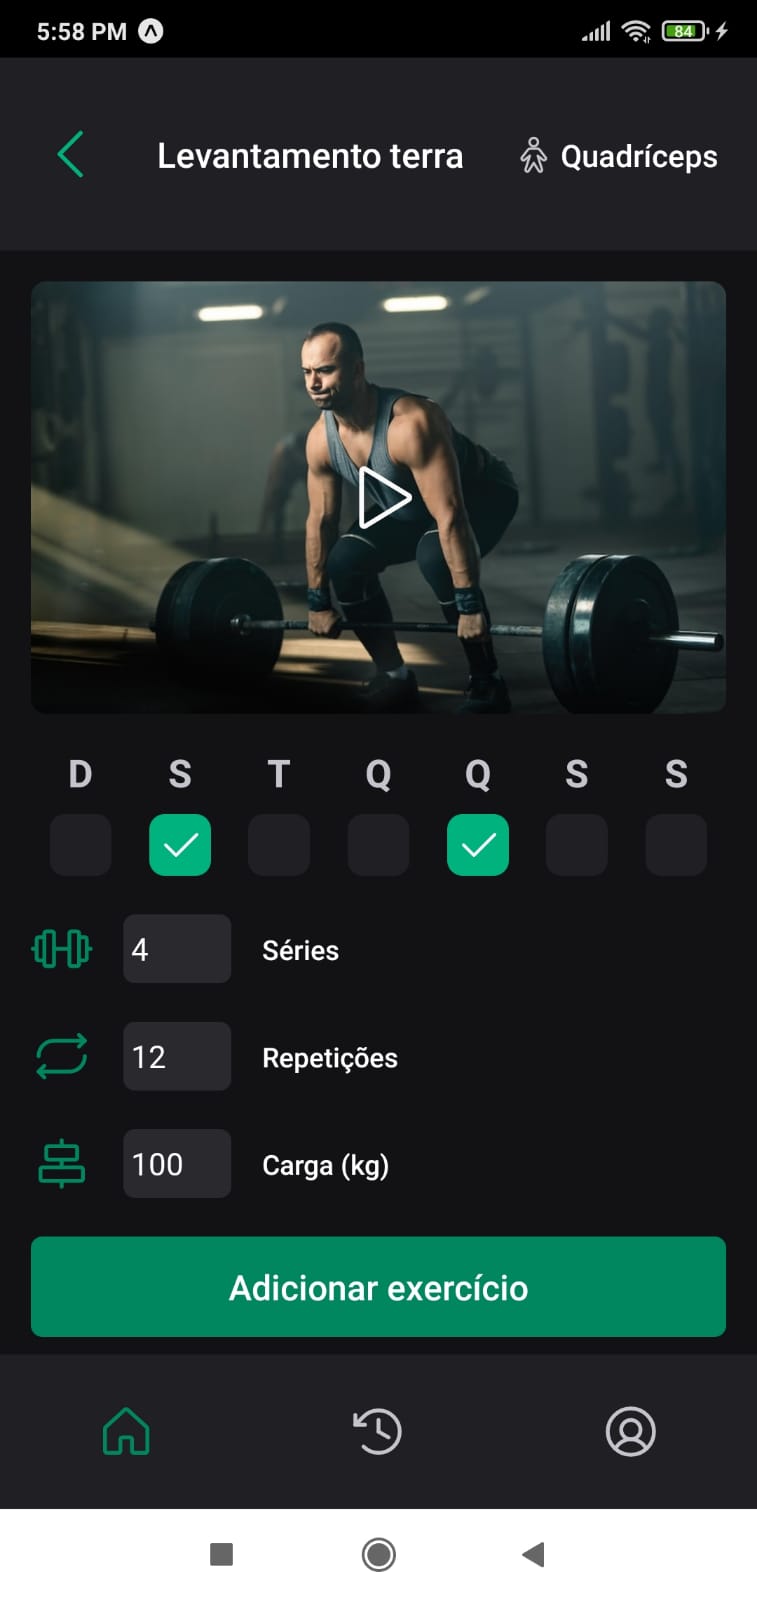 5:58 PM
84
Levantamento terra
Quadríceps
D S T Q Q S S
4 Séries
12 Repetições
100 Carga (kg)
Adicionar exercício